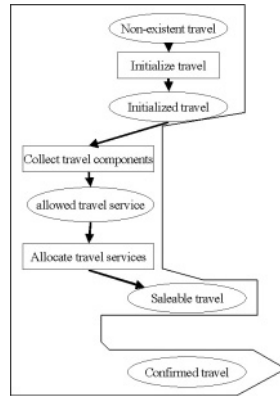 Non-existent travel
Initialize travel
Initialized travel
Collect travel components
allowed travel service
Allocate travel services
Saleable travel
Confirmed travel